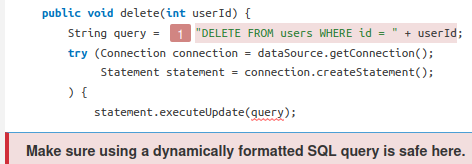 public void delete(int userId) {
String query = 1 "DELETE FROM users WHERE id = " + userId;
try (Connection connection = dataSource.getConnection();
Statement statement = connection.createStatement();
) {
statement.executeUpdate(query);
Make sure using a dynamically formatted SQL query is safe here.